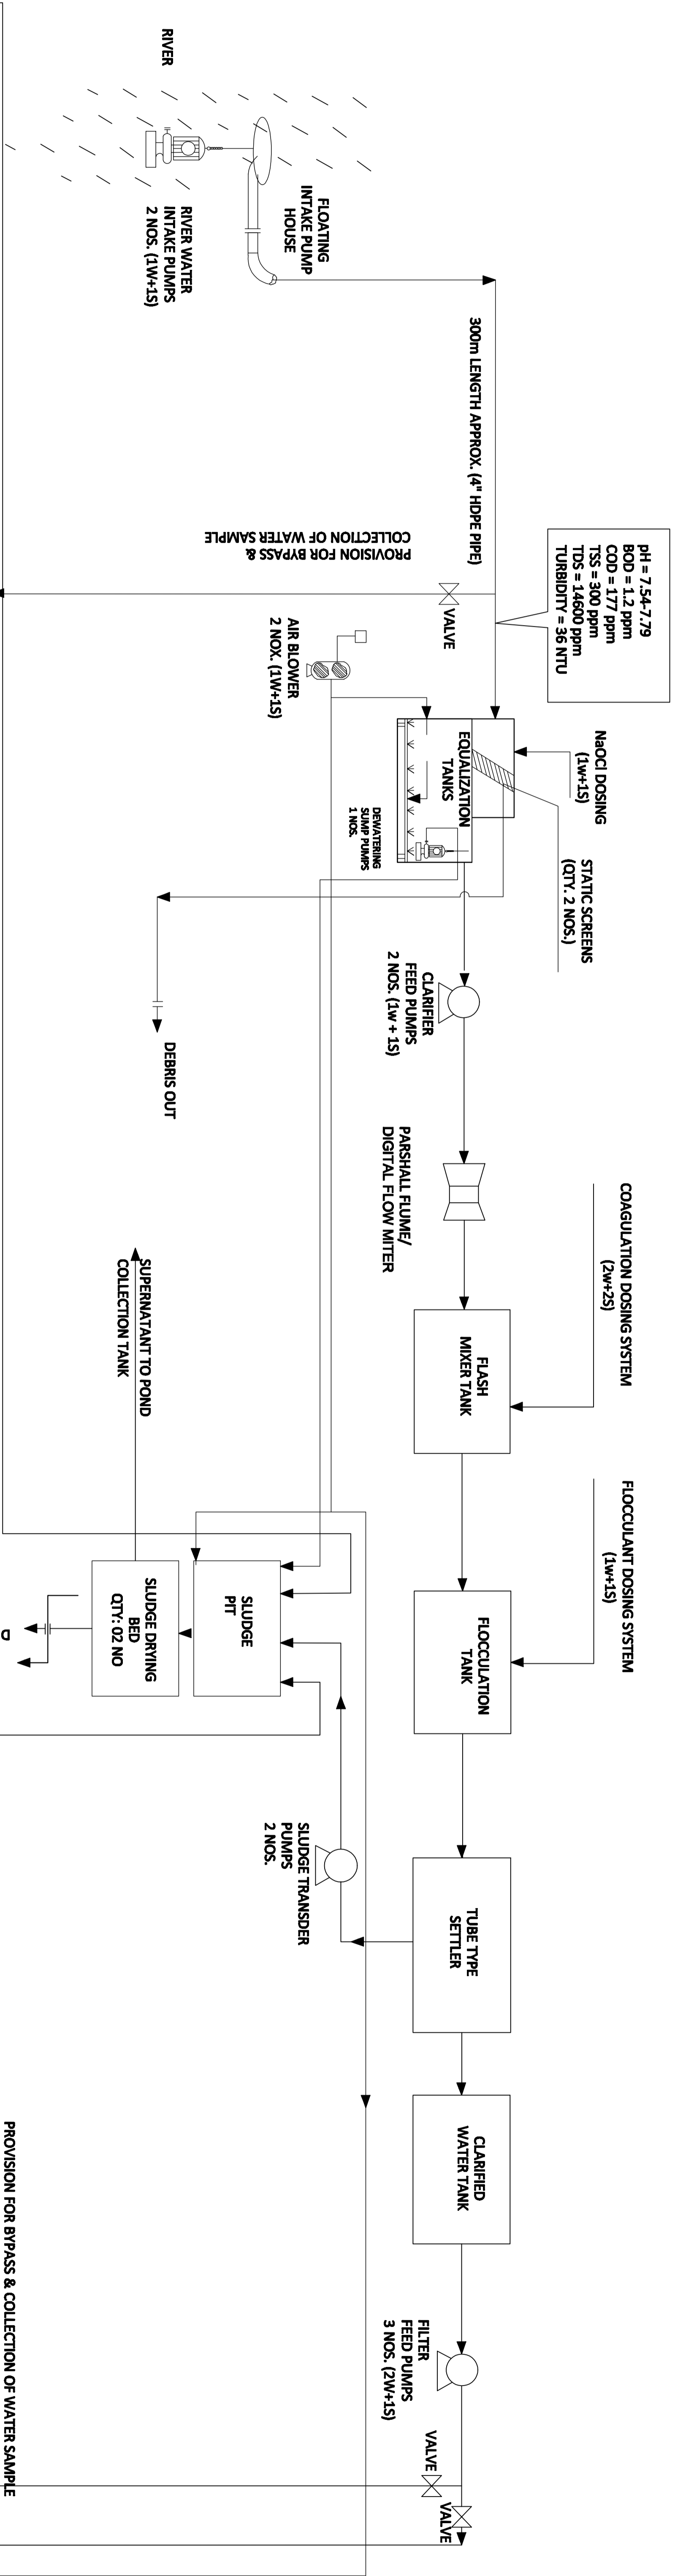 RIVER
RIVER WATER
INTAKE PUMPS
2 NOS. (1W+1S)
FLOATING
INTAKE PUMP
HOUSE
300m LENGTH APPROX. (4" HDPE PIPE)
pH = 7.54-7.79
BOD = 1.2 ppm
COD = 177 ppm
TSS = 300 ppm
TDS = 14600 ppm
TURBIDITY = 36 NTU
PROVISION FOR BYPASS &
COLLECTION OF WATER SAMPLE
VALVE
AIR BLOWER
2 NOX. (1W+1S)
NaOCl DOSING
(1w+1S)
STATIC SCREENS
(QTY. 2 NOS.)
EQUALIZATION
TANKS
DEWATERING
SUMP PUMPS
1 NOS.
DEBRIS OUT
CLARIFIER
FEED PUMPS
2 NOS. (1w + 1S)
PARSHALL FLUME/
DIGITAL FLOW MITER
COAGULATION DOSING SYSTEM
(2w+2S)
FLASH
MIXER TANK
FLOCCULANT DOSING SYSTEM
(1w+1S)
FLOCCULATION
TANK
SUPERNATANT TO POND
COLLECTION TANK
SLUDGE
PIT
SLUDGE DRYING
BED
QTY: 02 NO
SLUDGE TRANSDER
PUMPS
2 NOS.
TUBE TYPE
SETTLER
CLARIFIED
WATER TANK
FILTER
FEED PUMPS
3 NOS. (2W+1S)
VALVE
VALVE
PROVISION FOR BYPASS & COLLECTION OF WATER SAMPLE